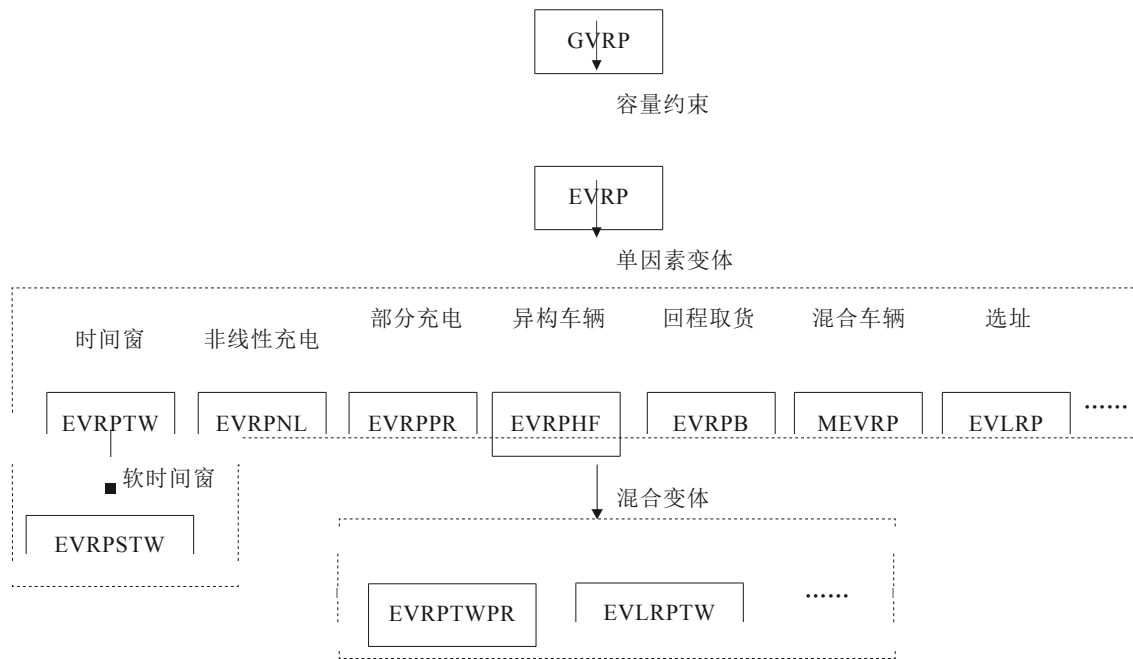 GVRP
容量约束
EVRP
单因素变体
时间窗 非线性充电 部分充电 异构车辆 回程取货 混合车辆 选址
EVRPTW EVRPNL EVRPPR EVRPHF EVRPB MEVRP EVLRP ……
软时间窗
混合变体
EVRPSTW
EVRPTWPR EVLRPTW ……